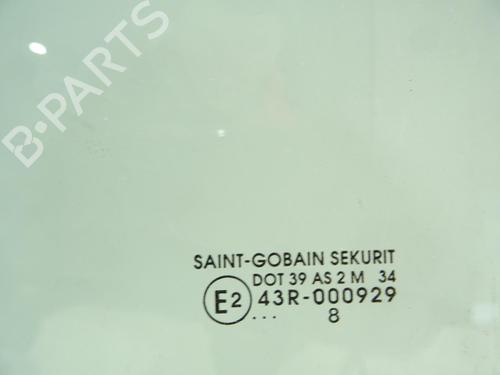 B-PARTS
SAINT-GOBAIN SEKURIT
DOT 39 AS 2 M 34
E2 43R-000929
... 8